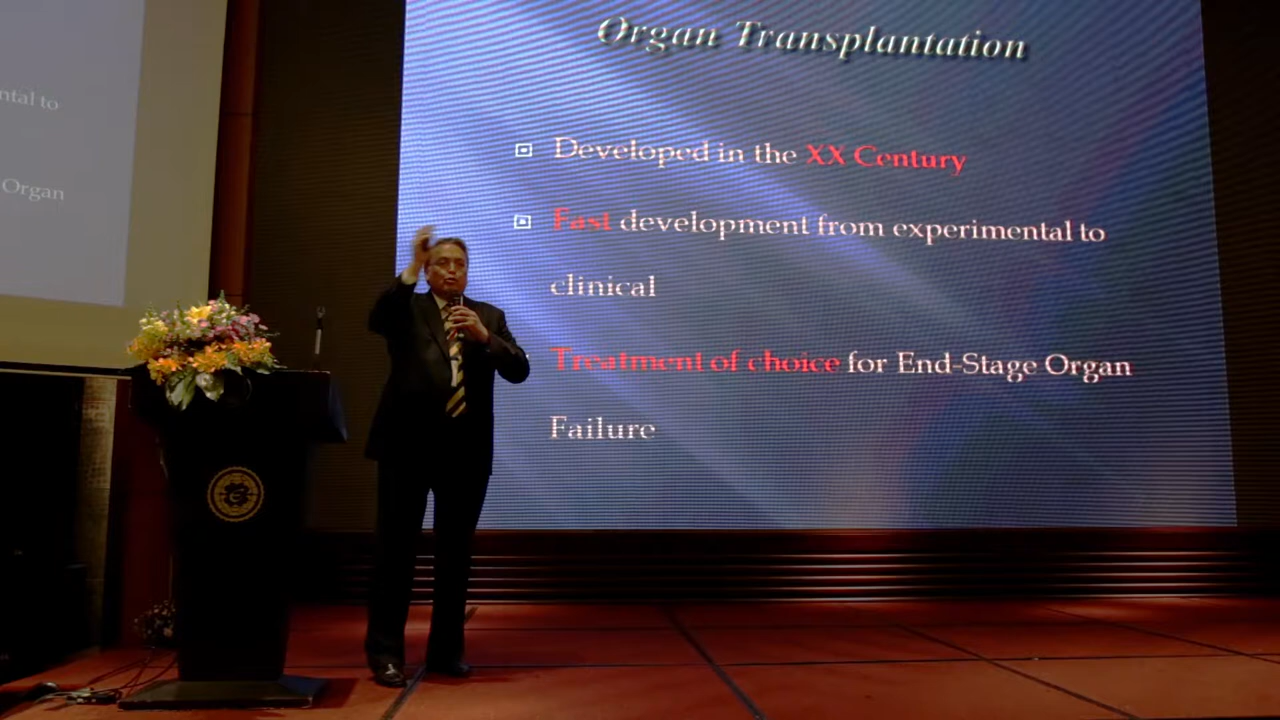 Organ Transplantation
Developed in the XX Century
Fast development from experimental to
clinical
Treatment of choice for End-Stage Organ
Failure
ntal to
Organ